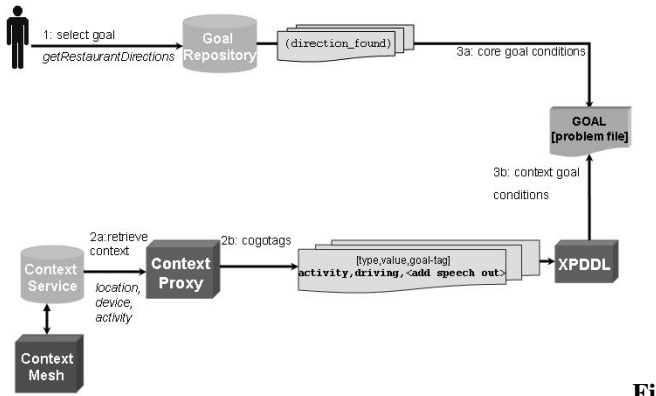 1: select goal
getRestaurantDirections
Goal
Repository
(direction_found)
3a: core goal conditions
GOAL
[problem file]
3b: context goal
conditions
2a:retrieve
context
2b: cogotags
Context
Service
location,
device,
activity
Context
Proxy
[type,value,goal-tag]
activity,driving,<add speech out>
XPDDL
Context
Mesh
Fi